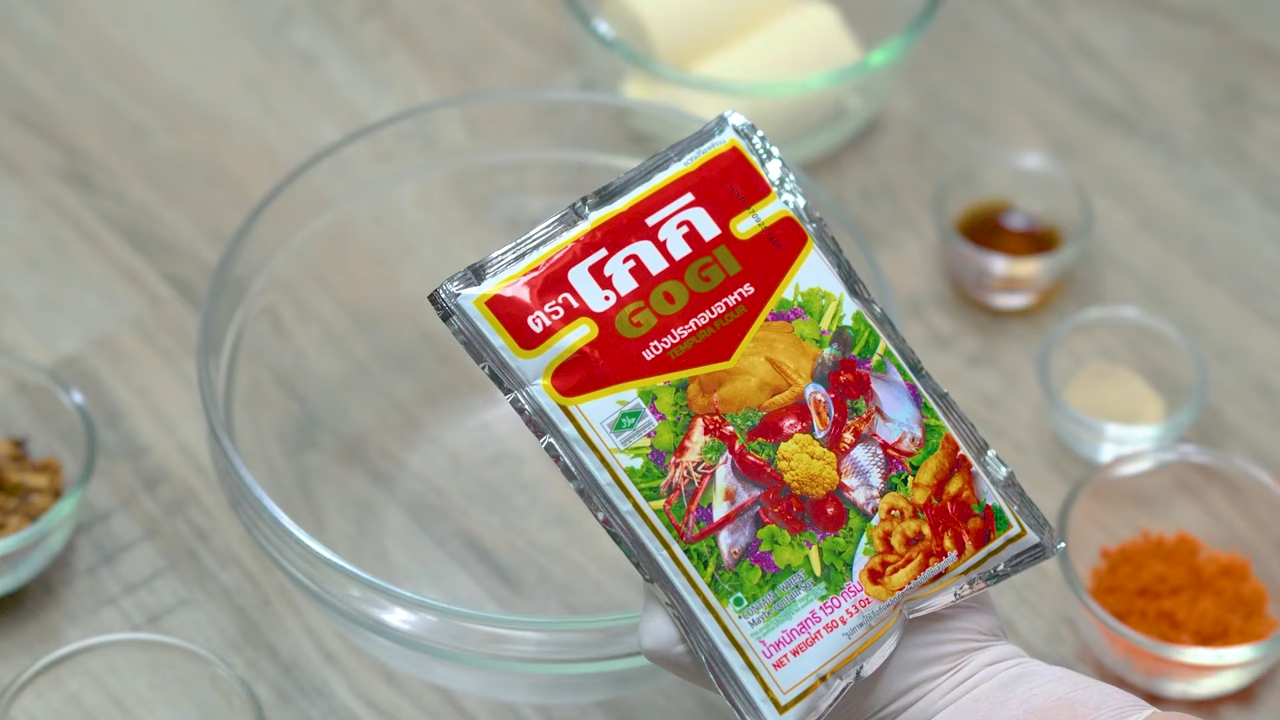 ตรา โกกิ
GOGI
แป้งประกอบอาหาร
TEMPURA FLOUR
CONTAIN WHEAT
น้ำหนักสุทธิ 150 กรัม
NET WEIGHT 150 g. 5.3 Oz.